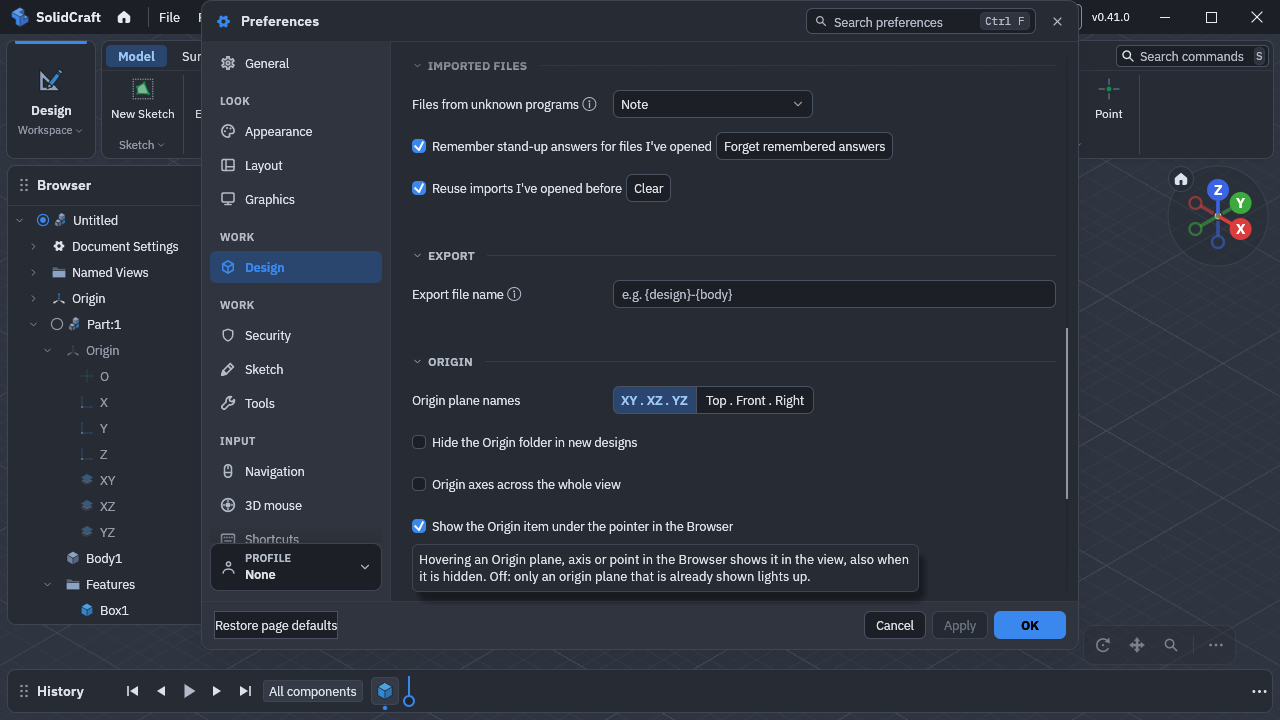 SolidCraft
File
Preferences
Search preferences
Ctrl F
v0.41.0
Design
Workspace
Model
New Sketch
Sketch
Search commands
S
Point
General
LOOK
Appearance
Layout
Graphics
WORK
Design
WORK
Security
Sketch
Tools
INPUT
Navigation
3D mouse
Shortcuts
PROFILE
None
IMPORTED FILES
Files from unknown programs
Note
Remember stand-up answers for files I've opened
Forget remembered answers
Reuse imports I've opened before
Clear
EXPORT
Export file name
e.g. {design}-{body}
ORIGIN
Origin plane names
XY . XZ . YZ
Top . Front . Right
Hide the Origin folder in new designs
Origin axes across the whole view
Show the Origin item under the pointer in the Browser
Hovering an Origin plane, axis or point in the Browser shows it in the view, also when
it is hidden. Off: only an origin plane that is already shown lights up.
Restore page defaults
Cancel
Apply
OK
Browser
Untitled
Document Settings
Named Views
Origin
Part:1
Origin
O
X
Y
Z
XY
XZ
YZ
Body1
Features
Box1
Z
Y
X
History
All components